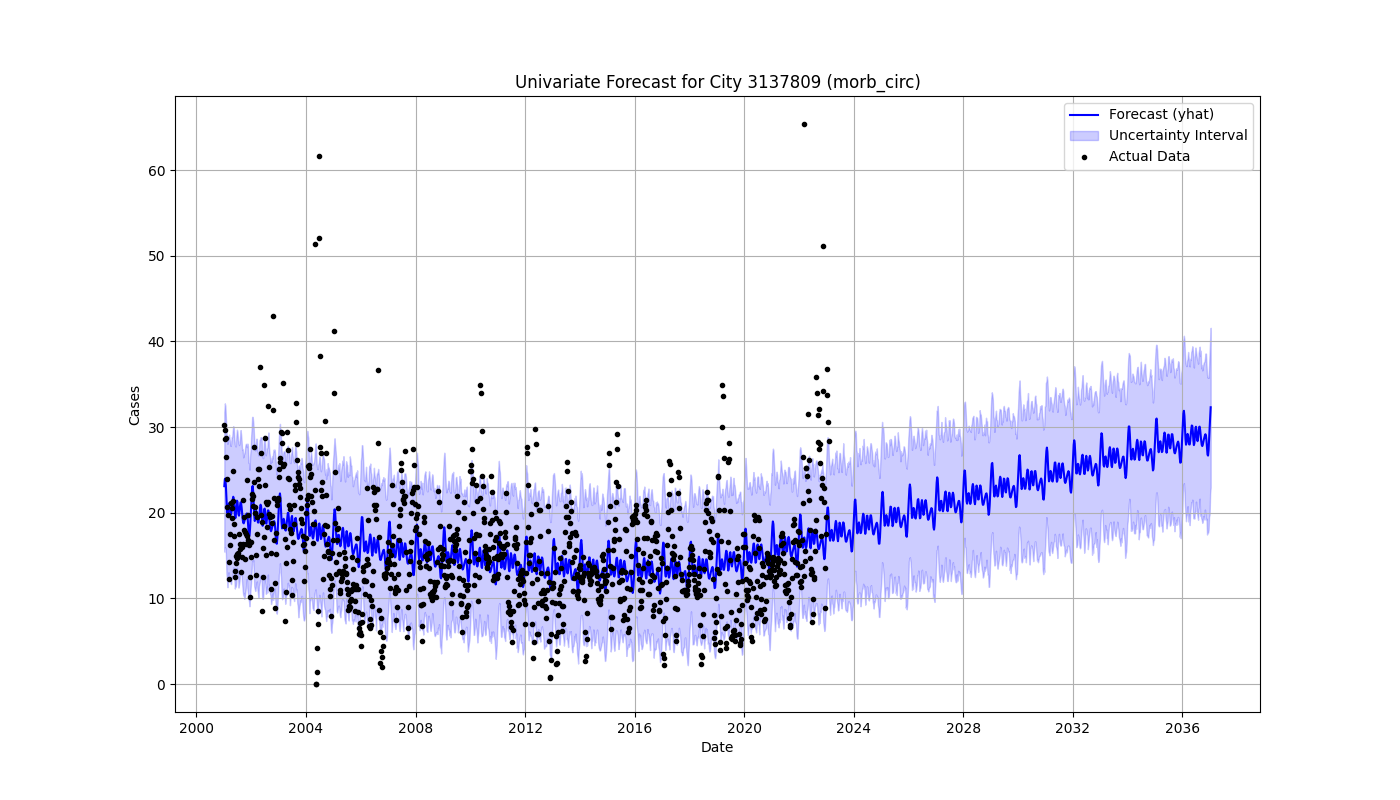 Univariate Forecast for City 3137809 (morb_circ)
Forecast (yhat)
Uncertainty Interval
Actual Data
Cases
60
50
40
30
20
10
0
2000 2004 2008 2012 2016 2020 2024 2028 2032 2036
Date